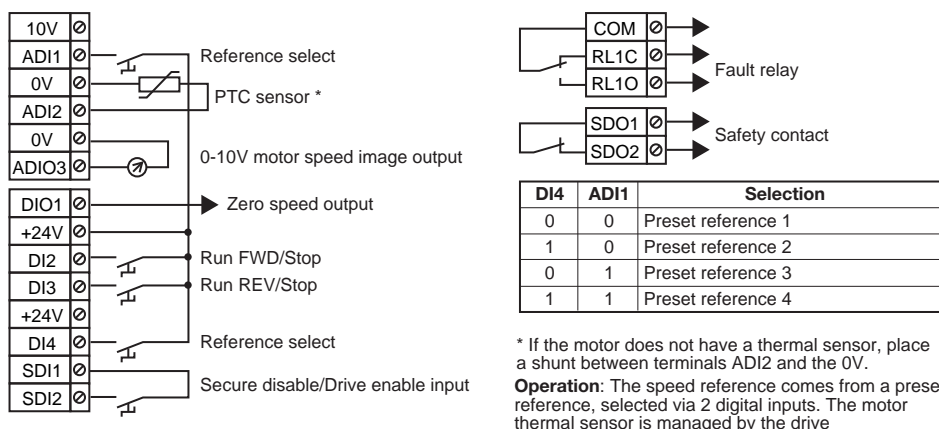 10V
ADI1 Reference select
0V
PTC sensor *
ADI2
0V
0-10V motor speed image output
ADIO3
DIO1 Zero speed output
+24V
DI2 Run FWD/Stop
DI3 Run REV/Stop
+24V
DI4 Reference select
SDI1
Secure disable/Drive enable input
SDI2
COM
RL1C
Fault relay
RL1O
SDO1
Safety contact
SDO2
DI4 ADI1 Selection
0 0 Preset reference 1
1 0 Preset reference 2
0 1 Preset reference 3
1 1 Preset reference 4
* If the motor does not have a thermal sensor, place
a shunt between terminals ADI2 and the 0V.
Operation: The speed reference comes from a prese
reference, selected via 2 digital inputs. The motor
thermal sensor is managed by the drive